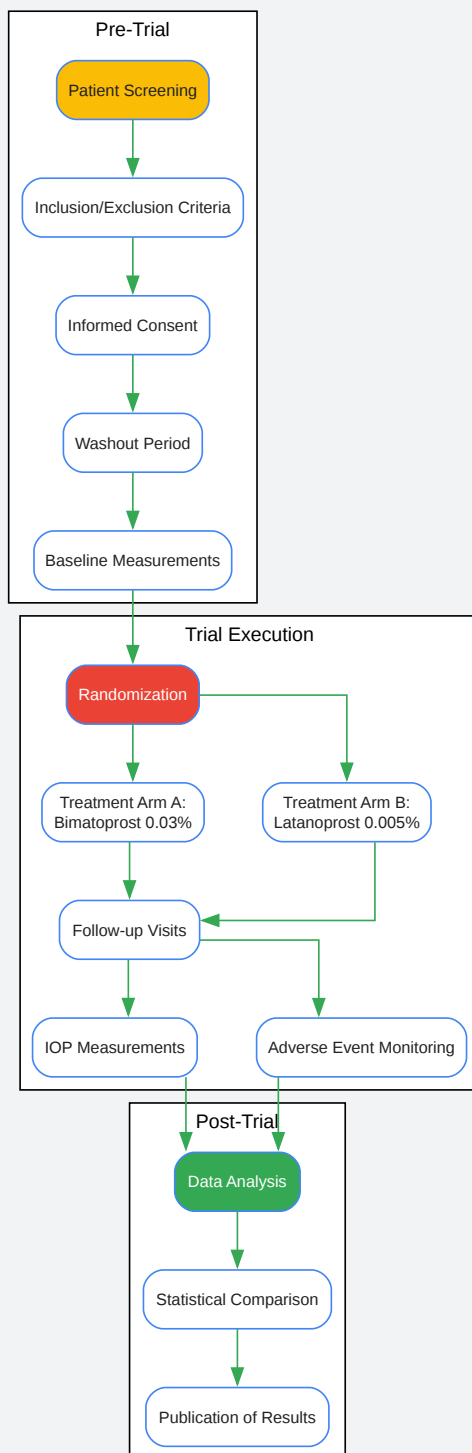 Pre-Trial
Patient Screening
Inclusion/Exclusion Criteria
Informed Consent
Washout Period
Baseline Measurements
Trial Execution
Randomization
Treatment Arm A:
Bimatoprost 0.03%
Treatment Arm B:
Latanoprost 0.005%
Follow-up Visits
IOP Measurements
Adverse Event Monitoring
Post-Trial
Data Analysis
Statistical Comparison
Publication of Results